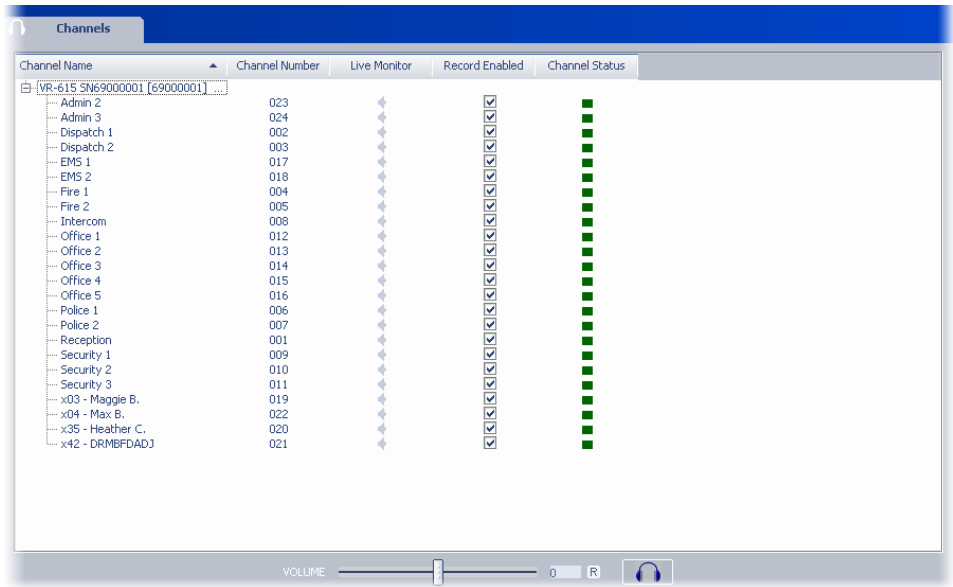 Channels
Channel Name Channel Number Live Monitor Record Enabled Channel Status
VR-615 SN69000001 [69000001] ...
Admin 2 023
Admin 3 024
Dispatch 1 002
Dispatch 2 003
EMS 1 017
EMS 2 018
Fire 1 004
Fire 2 005
Intercom 008
Office 1 012
Office 2 013
Office 3 014
Office 4 015
Office 5 016
Police 1 006
Police 2 007
Reception 001
Security 1 009
Security 2 010
Security 3 011
x03 - Maggie B. 019
x04 - Max B. 022
x35 - Heather C. 020
x42 - DRMBFDADJ 021
VOLUME 0 R